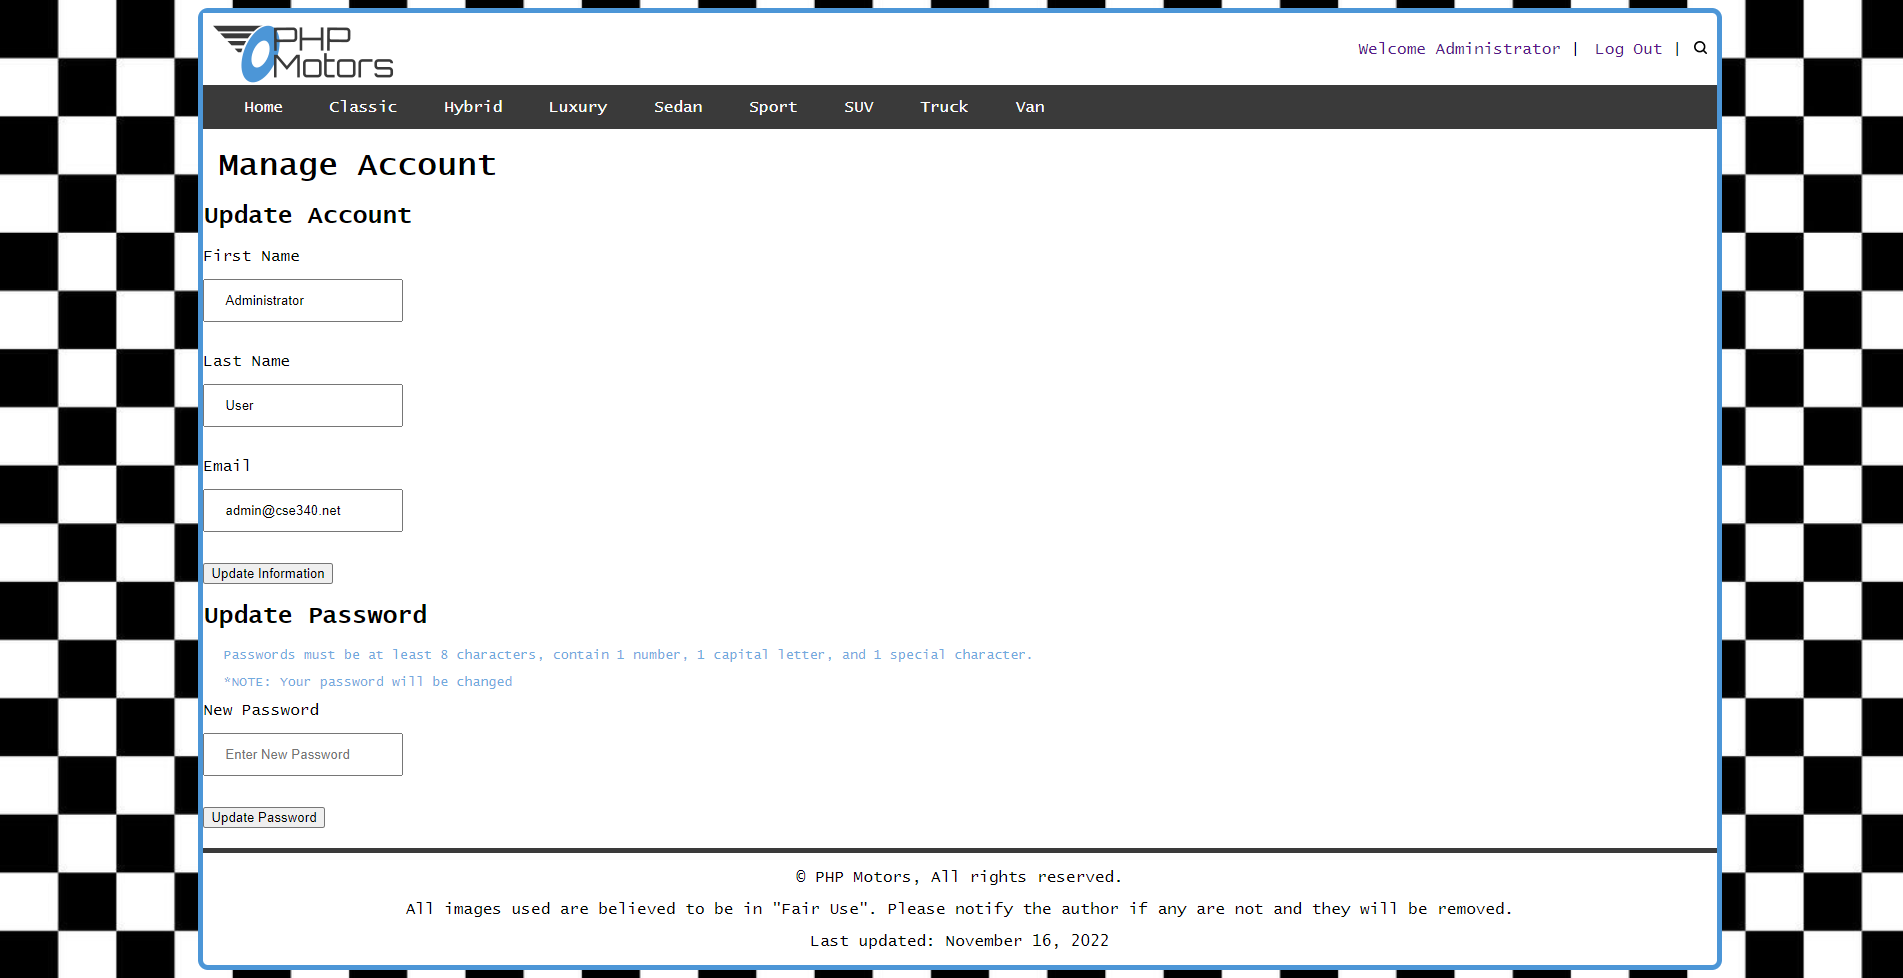 PHP
Motors
Welcome Administrator | Log Out |
Home Classic Hybrid Luxury Sedan Sport SUV Truck Van
Manage Account
Update Account
First Name
Administrator
Last Name
User
Email
admin@cse340.net
Update Information
Update Password
Passwords must be at least 8 characters, contain 1 number, 1 capital letter, and 1 special character.
*NOTE: Your password will be changed
New Password
Enter New Password
Update Password
© PHP Motors, All rights reserved.
All images used are believed to be in "Fair Use". Please notify the author if any are not and they will be removed.
Last updated: November 16, 2022